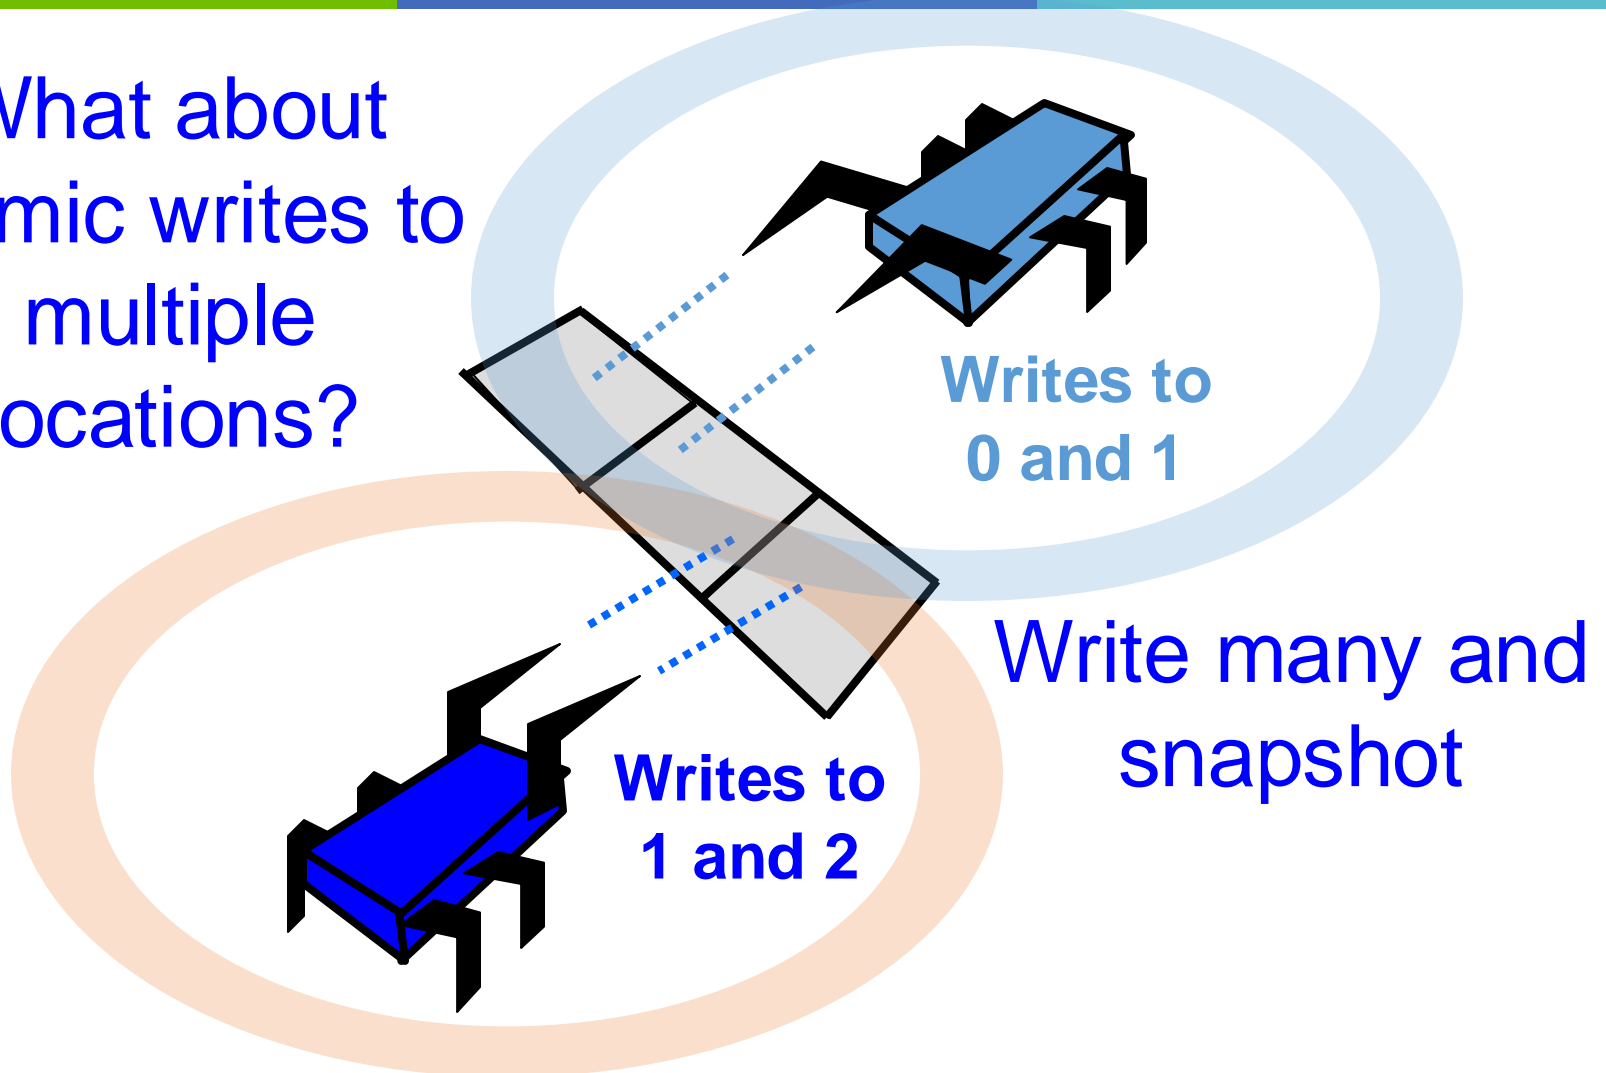 What about
mic writes to
multiple
ocations?
Writes to
0 and 1
Write many and
snapshot
Writes to
1 and 2